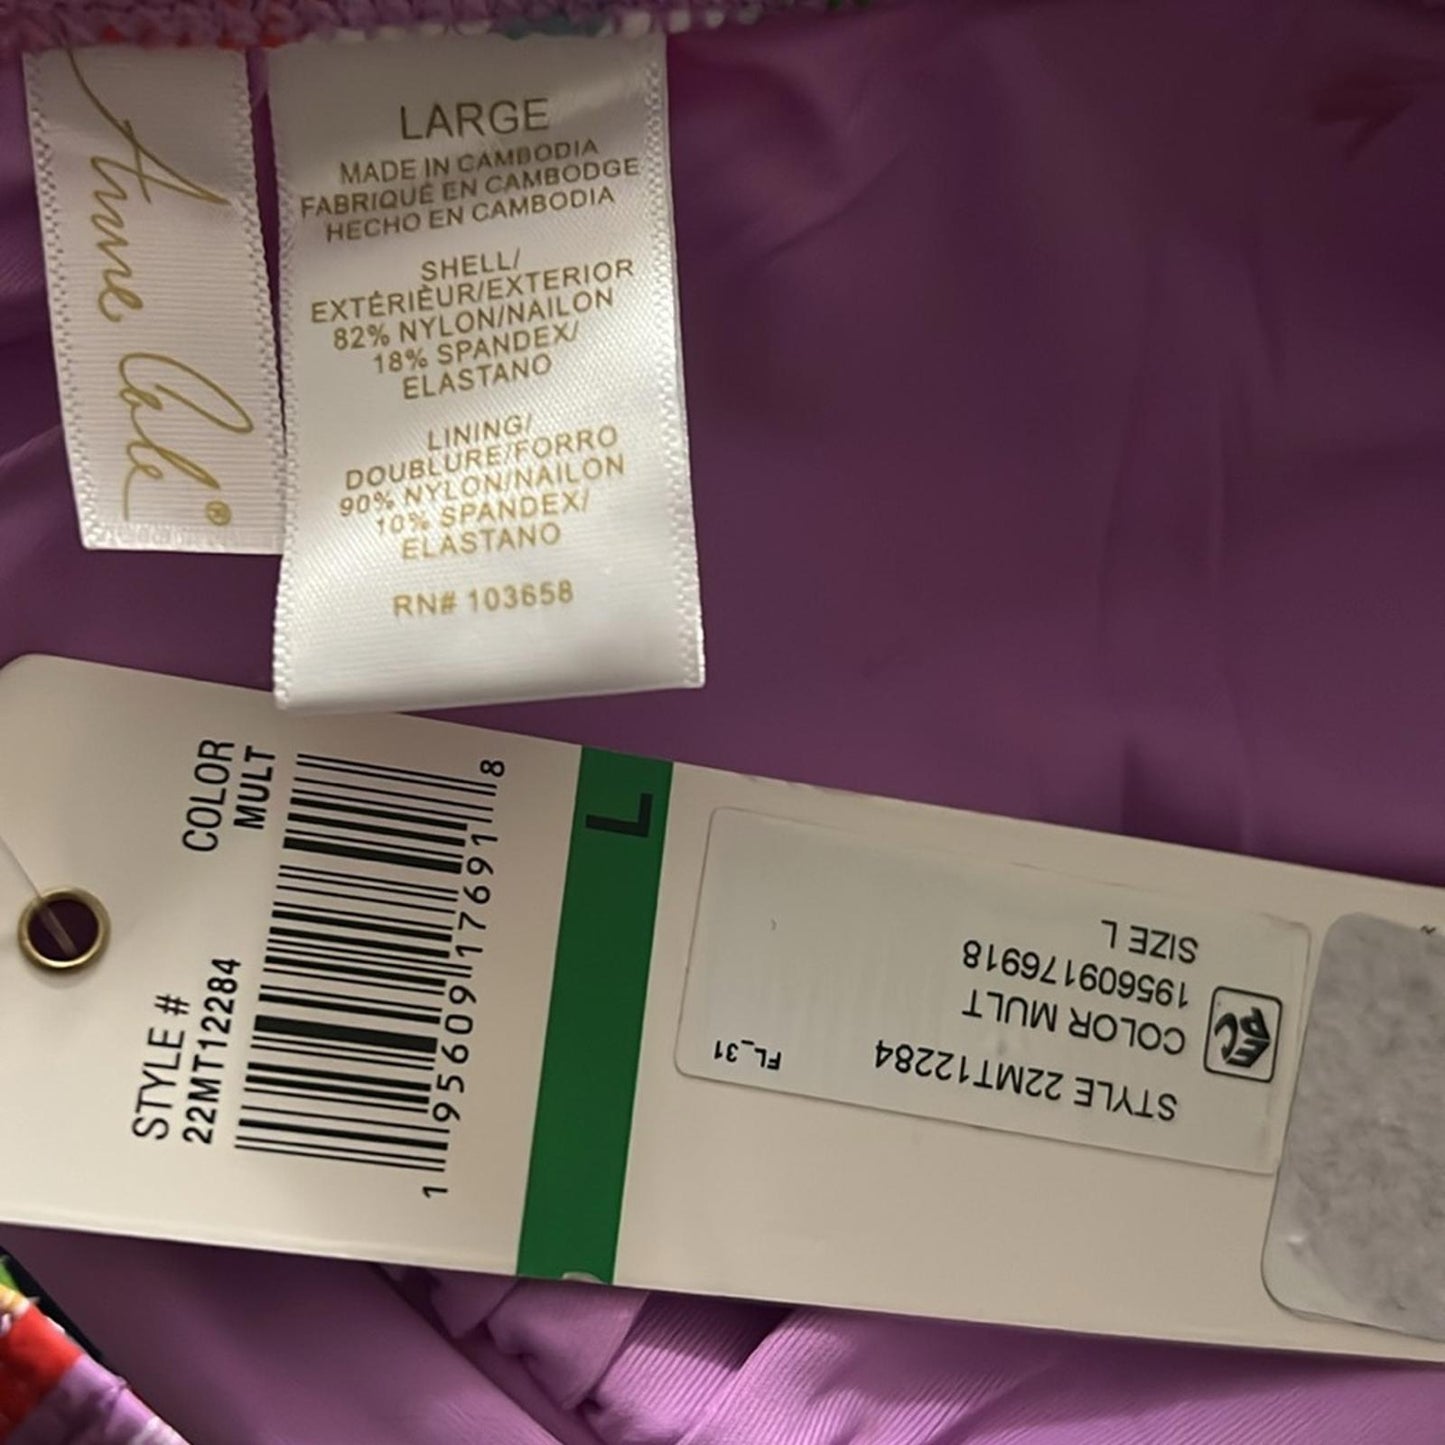 Anne Cole®
LARGE
MADE IN CAMBODIA
FABRIQUÉ EN CAMBODGE
HECHO EN CAMBODIA
SHELL/
EXTÉRIEUR/EXTERIOR
82% NYLON/NAILON
18% SPANDEX/
ELASTANO
LINING/
DOUBLURE/FORRO
90% NYLON/NAILON
10% SPANDEX/
ELASTANO
RN# 103658
STYLE # COLOR
22MT12284 MULT
1 95609 17691 8
L
STYLE 22MT12284 FL_31
COLOR MULT
195609176918
SIZE L